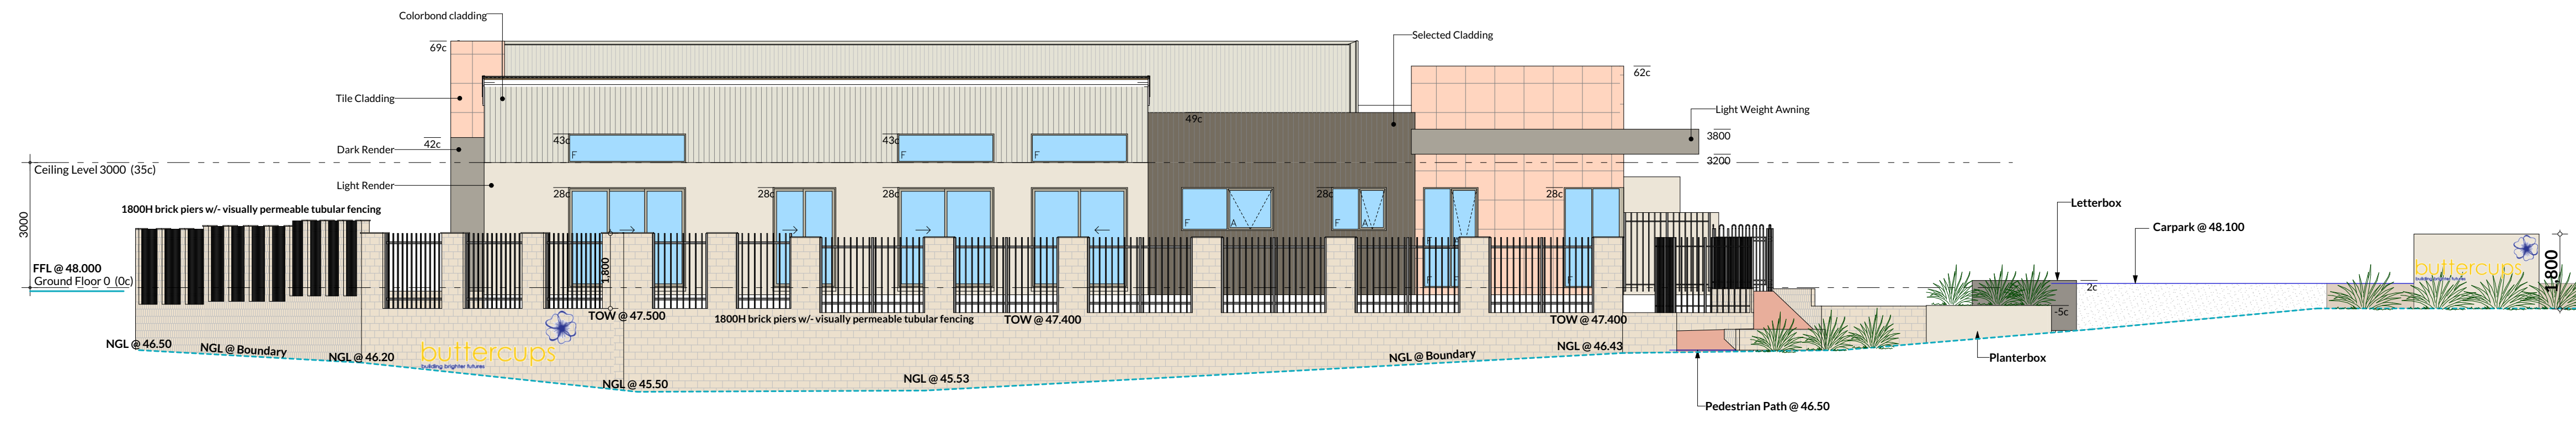 Colorbond cladding
69c
Tile Cladding
42c
Dark Render
Light Render
Ceiling Level 3000 (35c)
3000
1800H brick piers w/- visually permeable tubular fencing
FFL @ 48.000
Ground Floor 0 (0c)
43c
F
43c
F
F
28c
28c
28c
49c
Selected Cladding
62c
Light Weight Awning
3800
3200
28c
28c
F
A
F
A
F
F
F
1,800
TOW @ 47.500
1800H brick piers w/- visually permeable tubular fencing
TOW @ 47.400
TOW @ 47.400
NGL @ 46.50
NGL @ Boundary
NGL @ 46.20
buttercups
building brighter futures
NGL @ 45.50
NGL @ 45.53
NGL @ Boundary
NGL @ 46.43
Pedestrian Path @ 46.50
Letterbox
Carpark @ 48.100
2c
-5c
Planterbox
buttercups
1,800